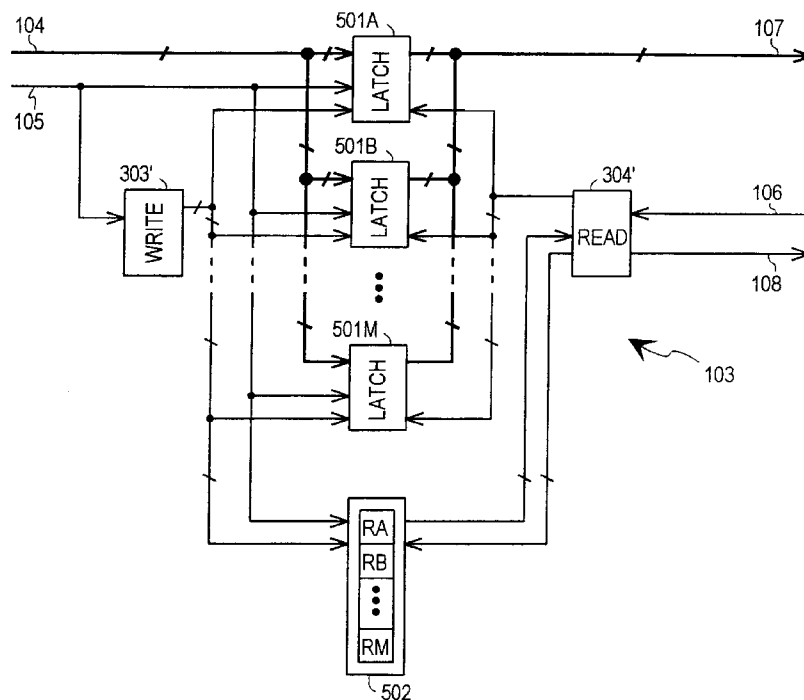 104
501A
107
LATCH
105
501B
303'
304'
LATCH
106
WRITE
READ
108
501M
LATCH
103
RA
RB
RM
502